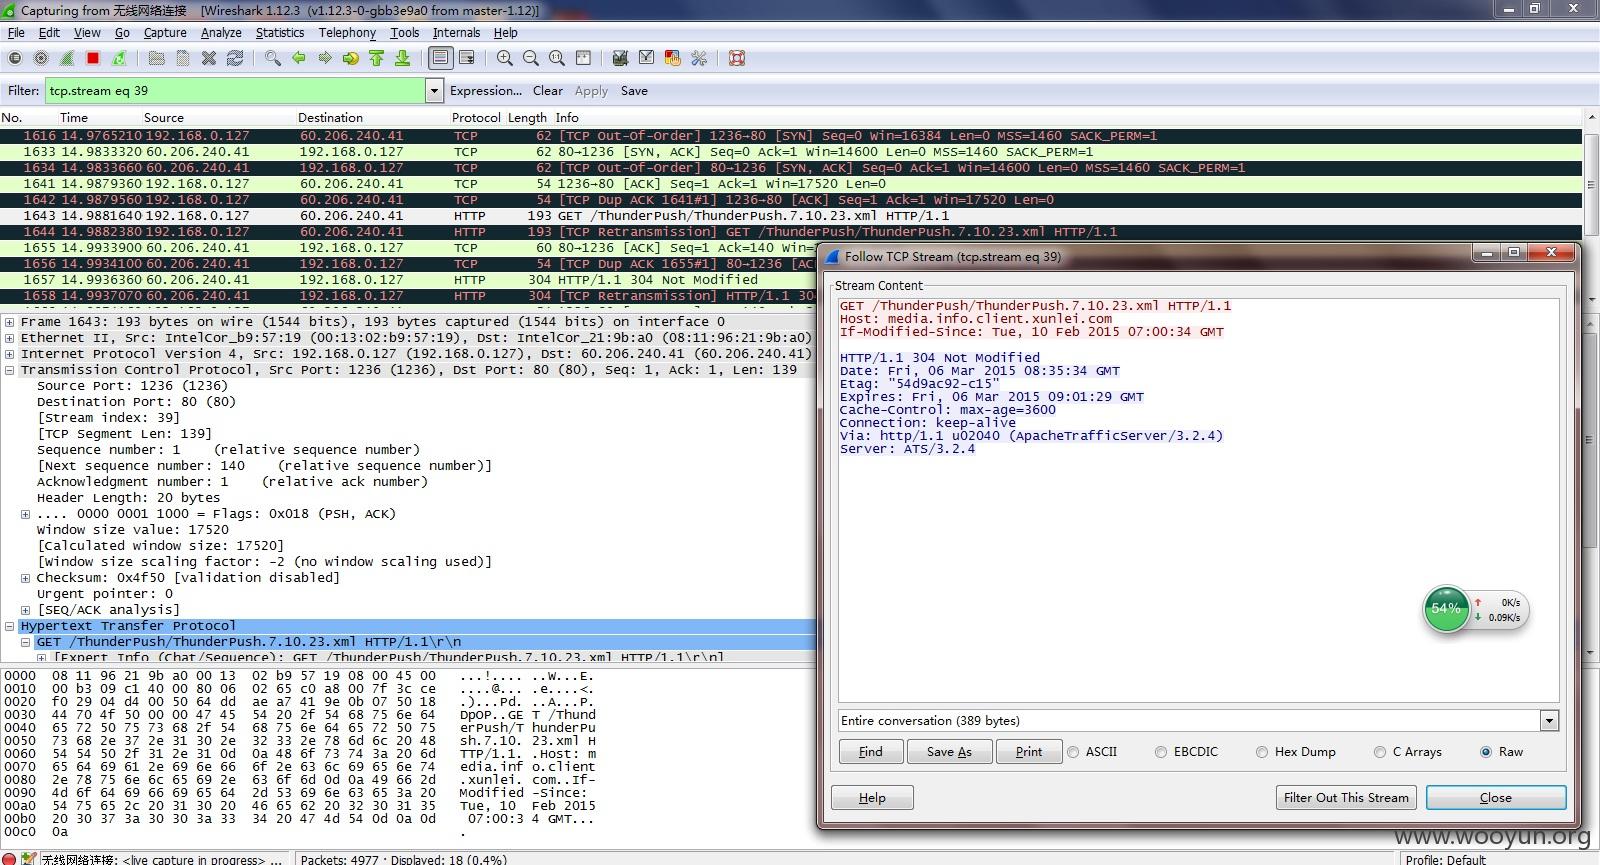 Capturing from 无线网络连接 [Wireshark 1.12.3 (v1.12.3-0-gbb3e9a0 from master-1.12)]
File Edit View Go Capture Analyze Statistics Telephony Tools Internals Help
Filter: tcp.stream eq 39 Expression... Clear Apply Save
No. Time Source Destination Protocol Length Info
1616 14.9765210 192.168.0.127 60.206.240.41 TCP 62 [TCP Out-Of-Order] 1236→80 [SYN] Seq=0 Win=16384 Len=0 MSS=1460 SACK_PERM=1
1633 14.9833320 60.206.240.41 192.168.0.127 TCP 62 80→1236 [SYN, ACK] Seq=0 Ack=1 Win=14600 Len=0 MSS=1460 SACK_PERM=1
1634 14.9833660 60.206.240.41 192.168.0.127 TCP 62 [TCP Out-Of-Order] 80→1236 [SYN, ACK] Seq=0 Ack=1 Win=14600 Len=0 MSS=1460 SACK_PERM=1
1641 14.9879360 192.168.0.127 60.206.240.41 TCP 54 1236→80 [ACK] Seq=1 Ack=1 Win=17520 Len=0
1642 14.9879560 192.168.0.127 60.206.240.41 TCP 54 [TCP Dup ACK 1641#1] 1236→80 [ACK] Seq=1 Ack=1 Win=17520 Len=0
1643 14.9881640 192.168.0.127 60.206.240.41 HTTP 193 GET /ThunderPush/ThunderPush.7.10.23.xml HTTP/1.1
1644 14.9882380 192.168.0.127 60.206.240.41 HTTP 193 [TCP Retransmission] GET /ThunderPush/ThunderPush.7.10.23.xml HTTP/1.1
1655 14.9933900 60.206.240.41 192.168.0.127 TCP 60 80→1236 [ACK] Seq=1 Ack=140 Win=1
1656 14.9934100 60.206.240.41 192.168.0.127 TCP 54 [TCP Dup ACK 1655#1] 80→1236 [AC
1657 14.9936360 60.206.240.41 192.168.0.127 HTTP 304 HTTP/1.1 304 Not Modified
1658 14.9937070 60.206.240.41 192.168.0.127 HTTP 304 [TCP Retransmission] HTTP/1.1 304
Frame 1643: 193 bytes on wire (1544 bits), 193 bytes captured (1544 bits) on interface 0
Ethernet II, Src: IntelCor_b9:57:19 (00:13:02:b9:57:19), Dst: IntelCor_21:9b:a0 (08:11:96:21:9b:a0)
Internet Protocol Version 4, Src: 192.168.0.127 (192.168.0.127), Dst: 60.206.240.41 (60.206.240.41)
Transmission Control Protocol, Src Port: 1236 (1236), Dst Port: 80 (80), Seq: 1, Ack: 1, Len: 139
Source Port: 1236 (1236)
Destination Port: 80 (80)
[Stream index: 39]
[TCP Segment Len: 139]
Sequence number: 1 (relative sequence number)
[Next sequence number: 140 (relative sequence number)]
Acknowledgment number: 1 (relative ack number)
Header Length: 20 bytes
.... 0000 0001 1000 = Flags: 0x018 (PSH, ACK)
Window size value: 17520
[Calculated window size: 17520]
[Window size scaling factor: -2 (no window scaling used)]
Checksum: 0x4f50 [validation disabled]
Urgent pointer: 0
[SEQ/ACK analysis]
Hypertext Transfer Protocol
GET /ThunderPush/ThunderPush.7.10.23.xml HTTP/1.1\r\n
[Expert Info (Chat/Sequence): GET /ThunderPush/ThunderPush.7.10.23.xml HTTP/1.1\r\n]
0000 08 11 96 21 9b a0 00 13 02 b9 57 19 08 00 45 00 ...!.... ..W...E.
0010 00 b3 09 c1 40 00 80 06 02 65 c0 a8 00 7f 3c ce ....@... .e....<.
0020 f0 29 04 d4 00 50 64 dd ae a7 41 9e 0b 07 50 18 .)...Pd. ..A...P.
0030 44 70 4f 50 00 00 47 45 54 20 2f 54 68 75 6e 64 DpOP..GE T /Thund
0040 65 72 50 75 73 68 2f 54 68 75 6e 64 65 72 50 75 erPush/T hunderPu
0050 73 68 2e 37 2e 31 30 2e 32 33 2e 78 6d 6c 20 48 sh.7.10. 23.xml H
0060 54 54 50 2f 31 2e 31 0d 0a 48 6f 73 74 3a 20 6d TTP/1.1. .Host: m
0070 65 64 69 61 2e 69 6e 66 6f 2e 63 6c 69 65 6e 74 edia.inf o.client
0080 2e 78 75 6e 6c 65 69 2e 63 6f 6d 0d 0a 49 66 2d .xunlei. com..If-
0090 4d 6f 64 69 66 69 65 64 2d 53 69 6e 63 65 3a 20 Modified -Since:
00a0 54 75 65 2c 20 31 30 20 46 65 62 20 32 30 31 35 Tue, 10 Feb 2015
00b0 20 30 37 3a 30 30 3a 33 34 20 47 4d 54 0d 0a 0d 07:00:3 4 GMT...
00c0 0a .
无线网络连接: <live capture in progress> ... Packets: 4977 · Displayed: 18 (0.4%) Profile: Default
Follow TCP Stream (tcp.stream eq 39)
Stream Content
GET /ThunderPush/ThunderPush.7.10.23.xml HTTP/1.1
Host: media.info.client.xunlei.com
If-Modified-Since: Tue, 10 Feb 2015 07:00:34 GMT
HTTP/1.1 304 Not Modified
Date: Fri, 06 Mar 2015 08:35:34 GMT
Etag: "54d9ac92-c15"
Expires: Fri, 06 Mar 2015 09:01:29 GMT
Cache-Control: max-age=3600
Connection: keep-alive
Via: http/1.1 u02040 (ApacheTrafficServer/3.2.4)
Server: ATS/3.2.4
54% 0K/s
0.09K/s
Entire conversation (389 bytes)
Find Save As Print ASCII EBCDIC Hex Dump C Arrays Raw
Help Filter Out This Stream Close
www.wooyun.org